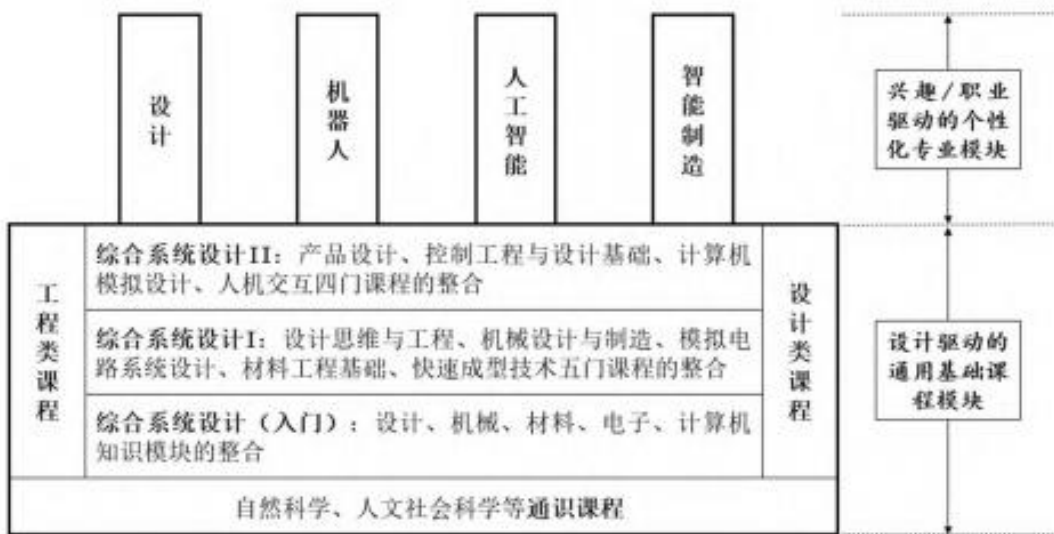 设计
机器人
人工智能
智能制造
兴趣/职业
驱动的个性
化专业模块
工程类课程
综合系统设计II：产品设计、控制工程与设计基础、计算机
模拟设计、人机交互四门课程的整合
综合系统设计I：设计思维与工程、机械设计与制造、模拟电
路系统设计、材料工程基础、快速成型技术五门课程的整合
综合系统设计（入门）：设计、机械、材料、电子、计算机
知识模块的整合
设计类课程
设计驱动的
通用基础课
程模块
自然科学、人文社会科学等通识课程